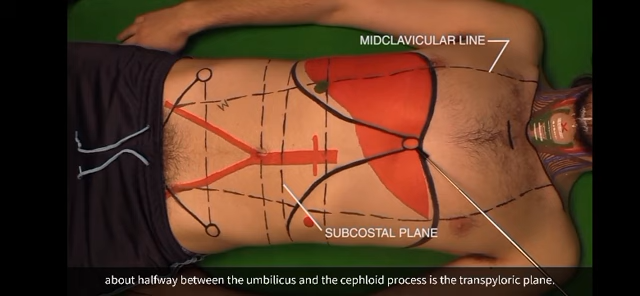 MIDCLAVICULAR LINE
SUBCOSTAL PLANE
about halfway between the umbilicus and the cephloid process is the transpyloric plane.